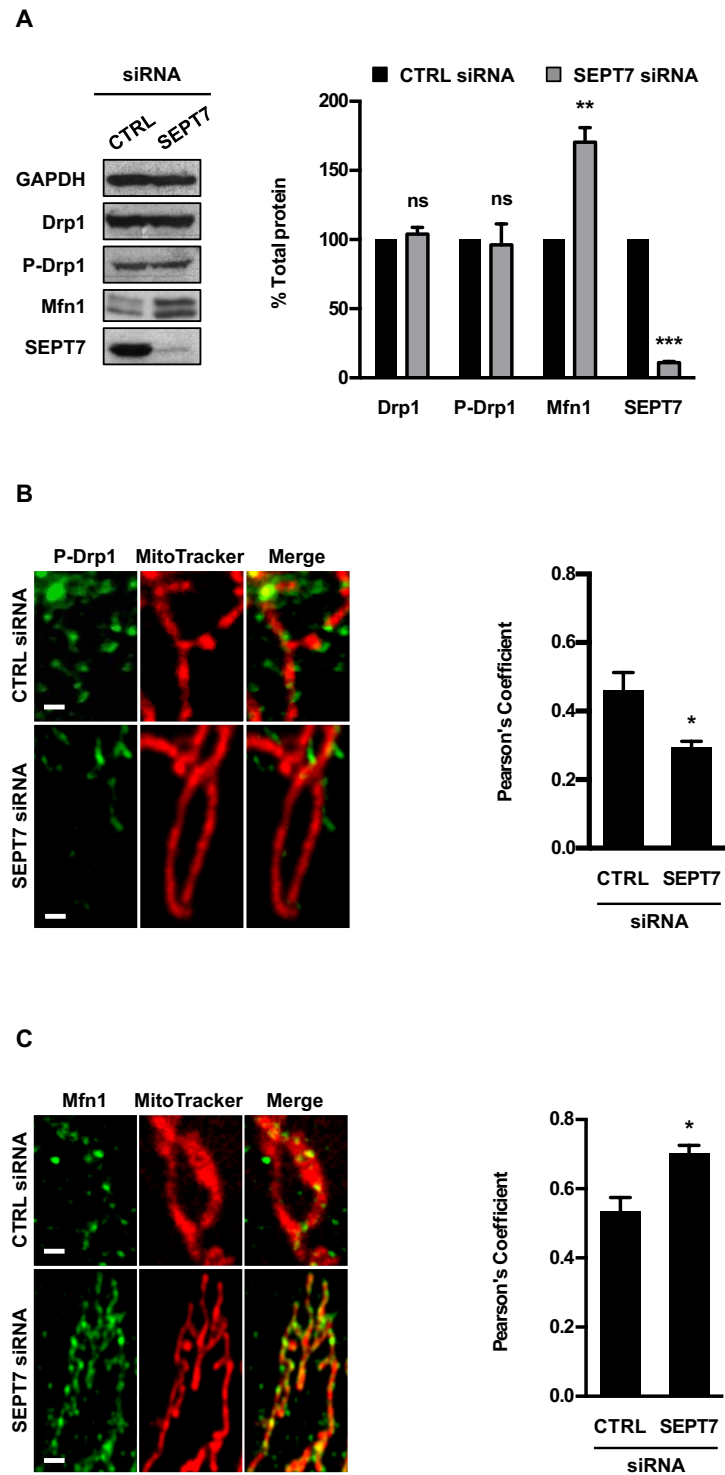 A
siRNA
CTRL SEPT7
GAPDH
Drp1
P-Drp1
Mfn1
SEPT7
CTRL siRNA SEPT7 siRNA
% Total protein
200
150
100
50
0
ns
ns
**
***
Drp1 P-Drp1 Mfn1 SEPT7
B
P-Drp1 MitoTracker Merge
CTRL siRNA
SEPT7 siRNA
Pearson's Coefficient
0.8
0.6
0.4
0.2
0.0
*
CTRL SEPT7
siRNA
C
Mfn1 MitoTracker Merge
CTRL siRNA
SEPT7 siRNA
Pearson's Coefficient
0.8
0.6
0.4
0.2
0.0
*
CTRL SEPT7
siRNA